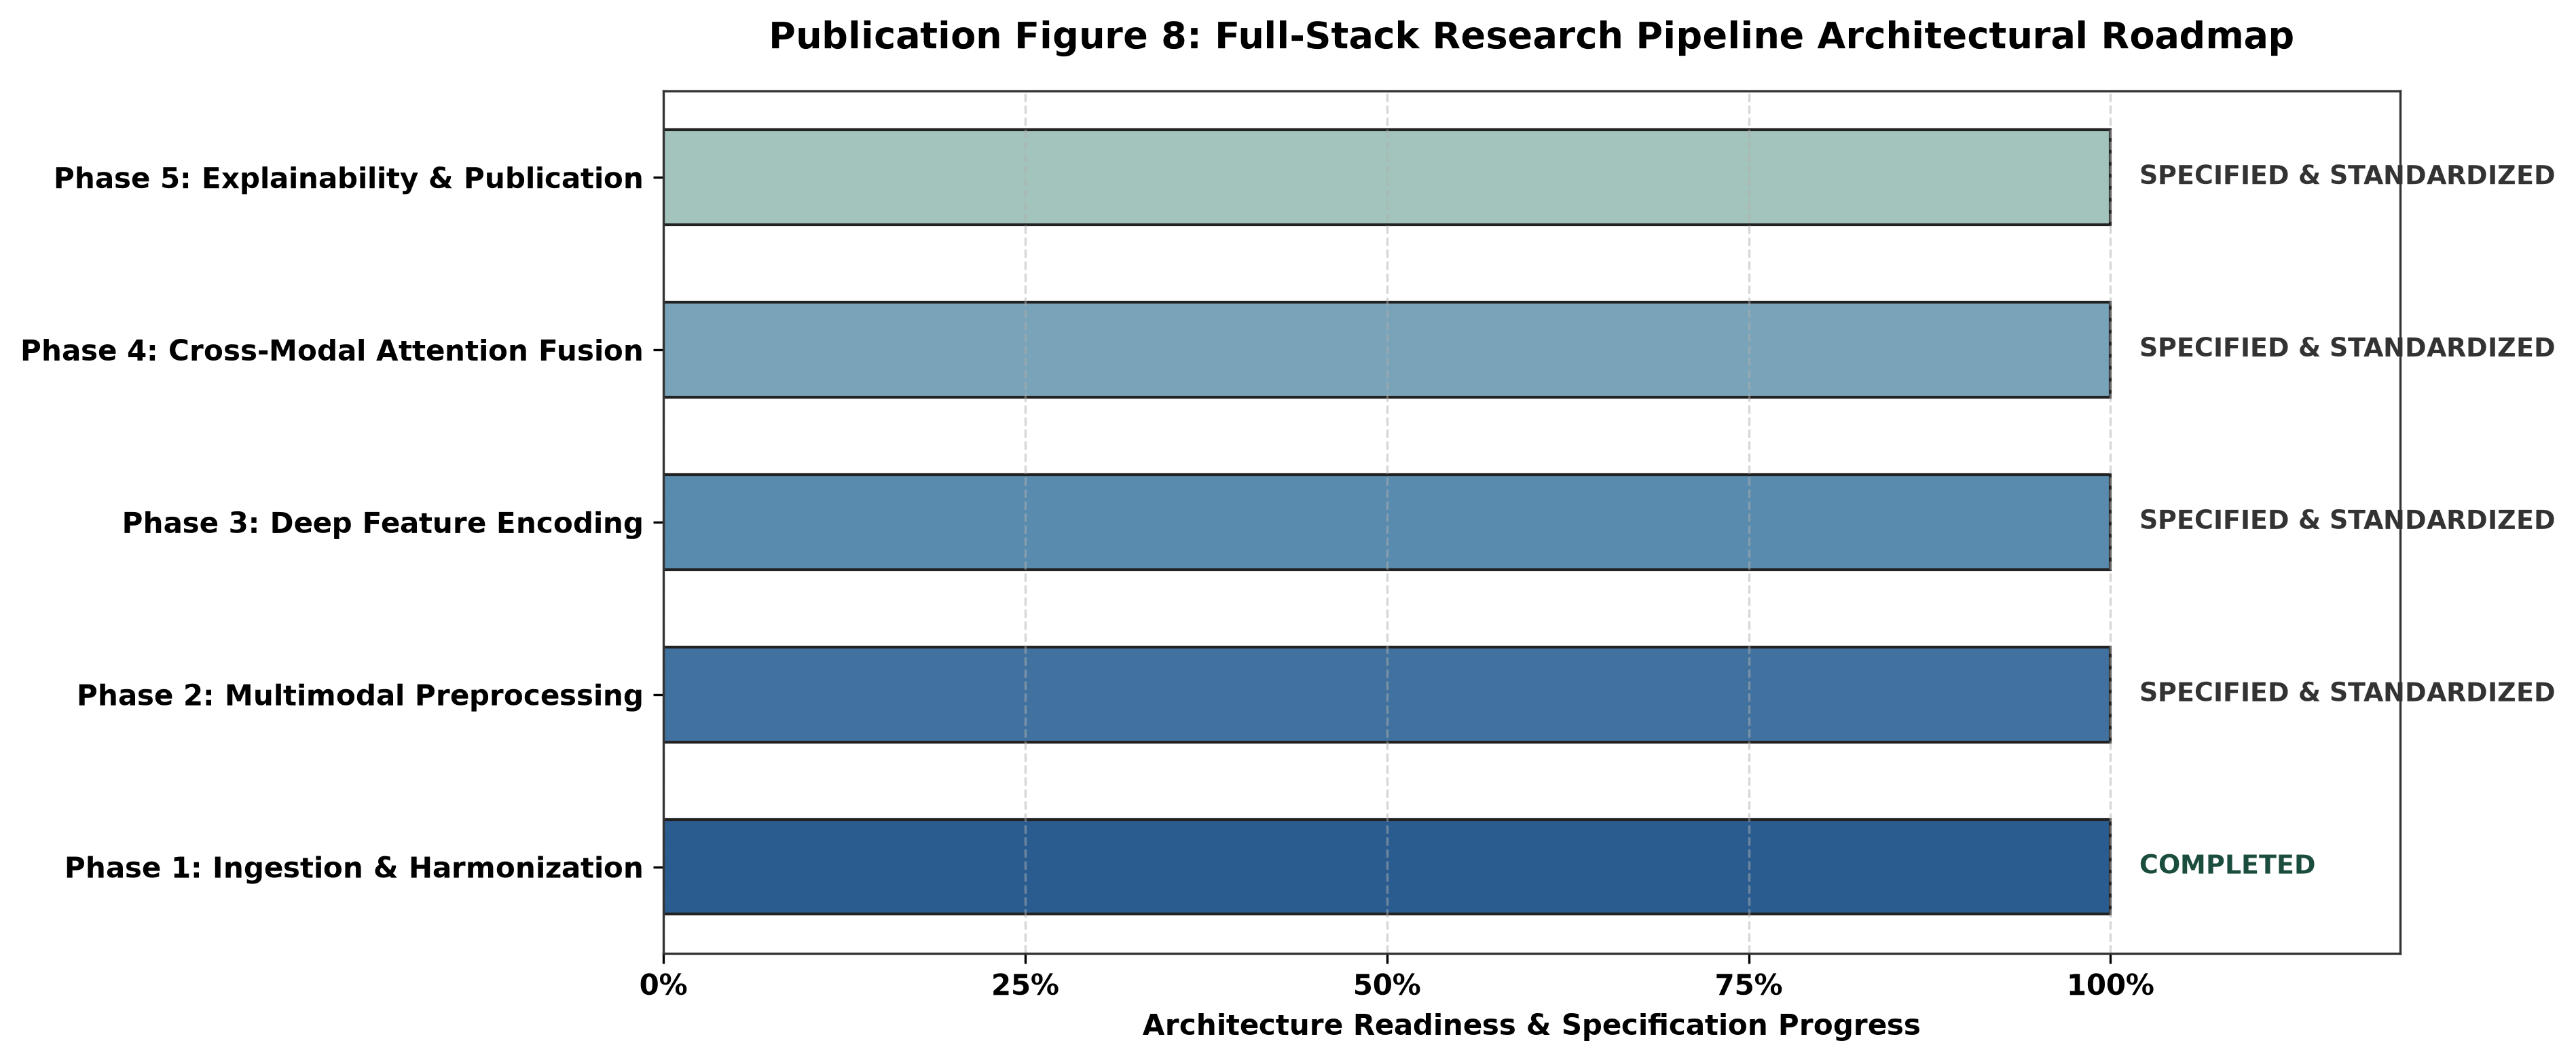 Publication Figure 8: Full-Stack Research Pipeline Architectural Roadmap
Phase 5: Explainability & Publication
SPECIFIED & STANDARDIZED
Phase 4: Cross-Modal Attention Fusion
SPECIFIED & STANDARDIZED
Phase 3: Deep Feature Encoding
SPECIFIED & STANDARDIZED
Phase 2: Multimodal Preprocessing
SPECIFIED & STANDARDIZED
Phase 1: Ingestion & Harmonization
COMPLETED
0% 25% 50% 75% 100%
Architecture Readiness & Specification Progress